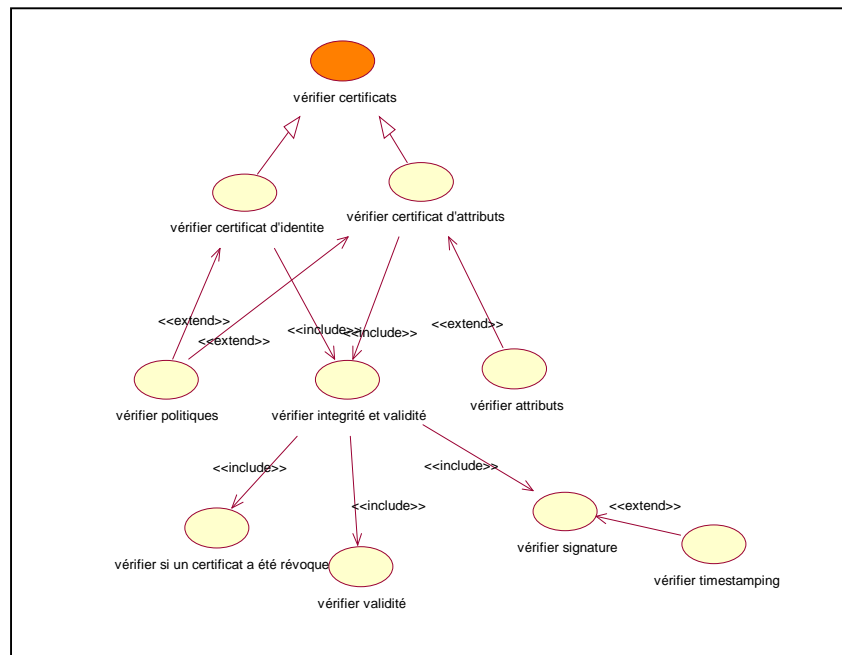 vérifier certificats
vérifier certificat d'identite
vérifier certificat d'attributs
<<extend>>
<<extend>>
<<include>>
<<include>>
<<extend>>
vérifier politiques
vérifier integrité et validité
vérifier attributs
<<include>>
<<include>>
<<include>>
<<extend>>
vérifier si un certificat a été révoque
vérifier validité
vérifier signature
vérifier timestamping